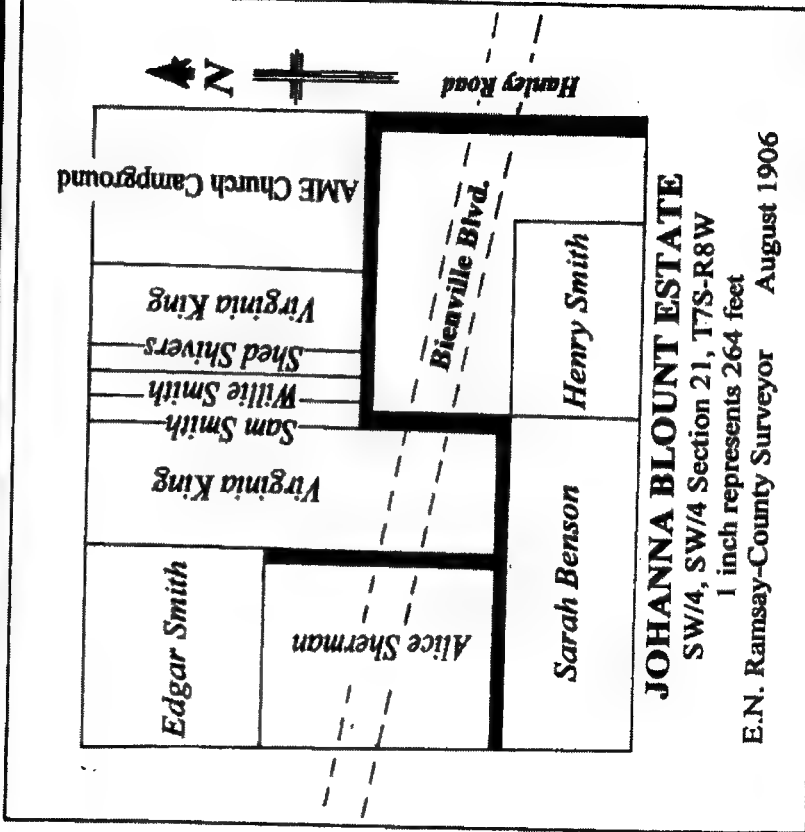 N
Hanley Road
AME Church Campground
Virginia King
Shed Shivers
Willie Smith
Sam Smith
Virginia King
Edgar Smith
Alice Sherman
Bienville Blvd.
Henry Smith
Sarah Benson
JOHANNA BLOUNT ESTATE
SW/4, SW/4 Section 21, T7S-R8W
1 inch represents 264 feet
E.N. Ramsay-County Surveyor August 1906